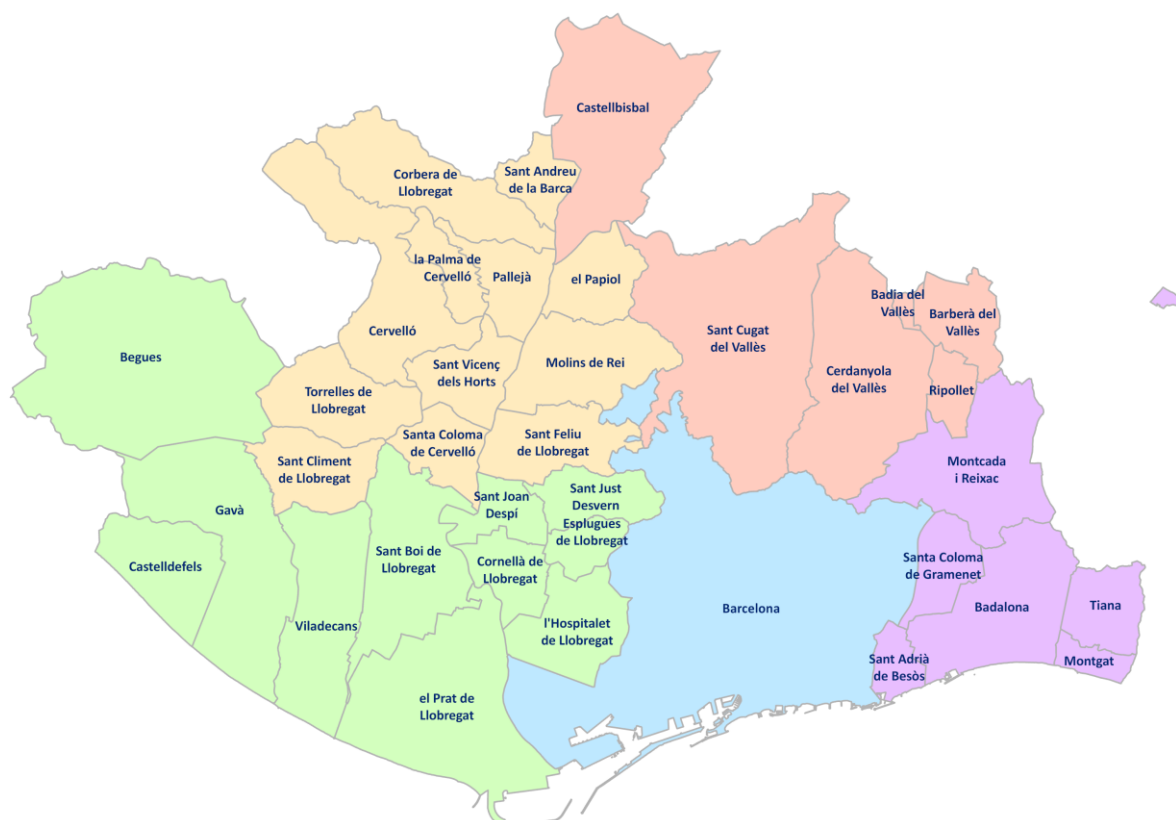 Castellbisbal
Corbera de
Llobregat
Sant Andreu
de la Barca
la Palma de
Cervelló
Pallejà
el Papiol
Badia del
Vallès
Barberà del
Vallès
Begues
Cervelló
Sant Cugat
del Vallès
Sant Vicenç
dels Horts
Molins de Rei
Cerdanyola
del Vallès
Ripollet
Torrelles de
Llobregat
Santa Coloma
de Cervelló
Sant Feliu
de Llobregat
Sant Climent
de Llobregat
Montcada
i Reixac
Sant Joan
Despí
Sant Just
Desvern
Gavà
Esplugues
de Llobregat
Castelldefels
Sant Boi de
Llobregat
Cornellà de
Llobregat
Santa Coloma
de Gramenet
Barcelona
Badalona
Tiana
Viladecans
l'Hospitalet
de Llobregat
Sant Adrià
de Besòs
Montgat
el Prat de
Llobregat